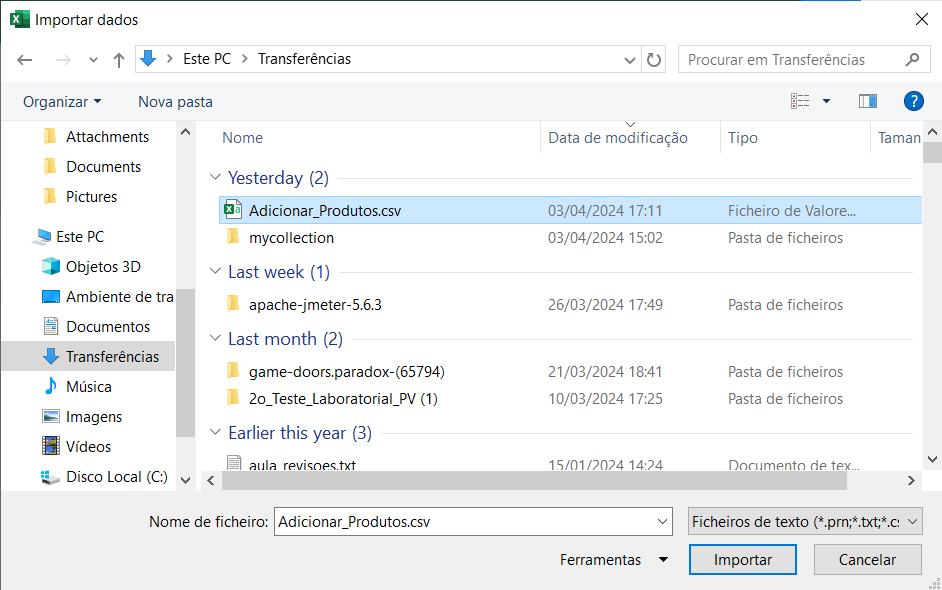 Importar dados
Este PC > Transferências
Procurar em Transferências
Organizar
Nova pasta
?
Attachments
Documents
Pictures
Este PC
Objetos 3D
Ambiente de tra
Documentos
Transferências
Música
Imagens
Vídeos
Disco Local (C:)
Nome Data de modificação Tipo Taman
Yesterday (2)
Adicionar_Produtos.csv 03/04/2024 17:11 Ficheiro de Valore...
mycollection 03/04/2024 15:02 Pasta de ficheiros
Last week (1)
apache-jmeter-5.6.3 26/03/2024 17:49 Pasta de ficheiros
Last month (2)
game-doors.paradox-(65794) 21/03/2024 18:41 Pasta de ficheiros
2o_Teste_Laboratorial_PV (1) 10/03/2024 17:25 Pasta de ficheiros
Earlier this year (3)
aula_revisoes.txt 15/01/2024 14:24 Documento de tex...
Nome de ficheiro: Adicionar_Produtos.csv Ficheiros de texto (*.prn;*.txt;*.cs
Ferramentas Importar Cancelar